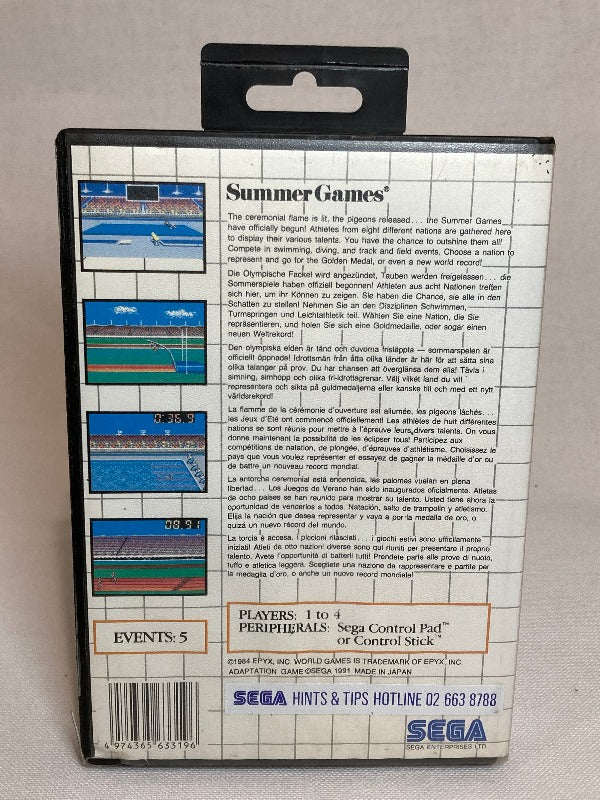 Summer Games®
The ceremonial flame is lit, the pigeons released... the Summer Games
have officially begun! Athletes from eight different nations are gathered here
to display their various talents. You have the chance to outshine them all!
Compete in swimming, diving, and track and field events. Choose a nation to
represent and go for the Golden Medal, or even a new world record!
Die Olympische Fackel wird angezündet, Tauben werden freigelassen... die
Sommerspiele haben offiziell begonnen! Athleten aus acht Nationen treffen
sich hier, um ihr Können zu zeigen. Sie haben die Chance, sie alle in den
Schatten zu stellen! Nehmen Sie an den Disziplinen Schwimmen,
Turmspringen und Leichtathletik teil. Wählen Sie eine Nation, die Sie
repräsentieren, und holen Sie sich eine Goldmedaille, oder sogar einen
neuen Weltrekord!
Den olympiska elden är tänd och duvorna frisläppta — sommarspelen är
officiellt öppnade! Idrottsmän från åtta olika länder är här för att sätta sina
olika talanger på prov. Du har chansen att överglänsa dem alla! Tävla i
simning, simhopp och olika fri-idrottsgrenar. Välj vilket land du vill
representera och sikta på guldmedaljerna eller kanske till och med ett nytt
världsrekord!
La flamme de la cérémonie d'ouverture est allumée, les pigeons lâchés...
les Jeux d'Eté ont commencé officiellement! Les athlètes de huit différentes
nations se sont réunis pour mettre à l'épreuve leurs divers talents. On vous
donne maintenant la possibilité de les éclipser tous! Participez aux
compétitions de natation, de plongée, d'épreuves d'athlétisme. Choisissez le
pays que vous voulez représenter et essayez de gagner la médaille d'or ou
de battre un nouveau record mondial.
La antorcha ceremonial está encendida, las palomas vuelan en plena
libertad... Los Juegos de Verano han sido inaugurados oficialmente. Atletas
de ocho países se han reunido para mostrar su talento. Usted tiene ahora la
oportunidad de vencerlos a todos. Natación, salto de trampolín y atletismo.
Elija la nación que desea representar y vaya a por la medalla de oro, o
quizá un nuevo récord del mundo.
La torcia è accesa, i piccioni rilasciati... i giochi estivi sono ufficialmente
iniziati! Atleti da otto nazioni diverse sono qui riuniti per presentare il proprio
talento. Avete l'opportunità di batterli tutti! Prendete parte alle prove di nuoto,
tuffo e atletica leggera. Scegliete una nazione da rappresentare e partite per
la medaglia d'oro, o anche un nuovo record mondiale!
0:36.9
08.91
EVENTS: 5
PLAYERS: 1 to 4
PERIPHERALS: Sega Control Pad™
or Control Stick™
©1984 EPYX, INC. WORLD GAMES IS TRADEMARK OF EPYX, INC.
ADAPTATION GAME ©SEGA 1991 MADE IN JAPAN.
SEGA HINTS & TIPS HOTLINE 02 663 8788
4 974365 633196
SEGA
SEGA ENTERPRISES LTD.